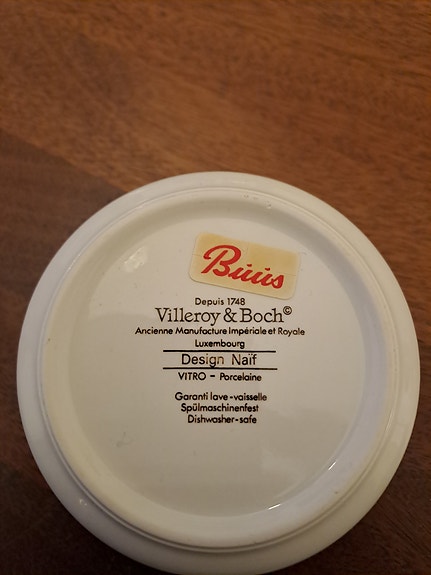 Büüs
Depuis 1748
Villeroy & Boch©
Ancienne Manufacture Impériale et Royale
Luxembourg
Design Naïf
VITRO – Porcelaine
Garanti lave-vaisselle
Spülmaschinenfest
Dishwasher-safe